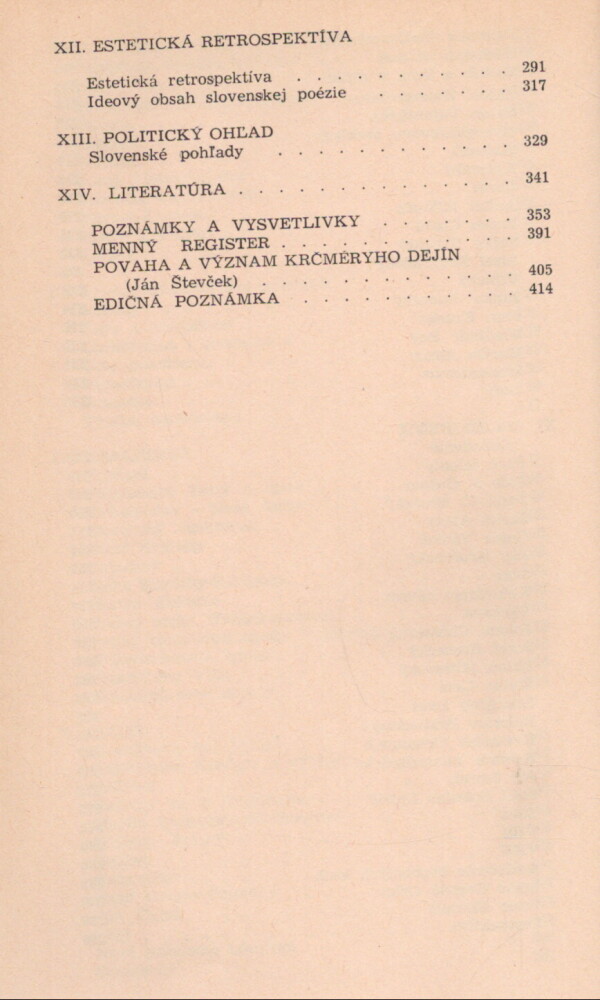 XII. ESTETICKÁ RETROSPEKTÍVA
Estetická retrospektíva . . . . . . . . . . . 291
Ideový obsah slovenskej poézie . . . . . . . 317
XIII. POLITICKÝ OHĽAD
Slovenské pohľady . . . . . . . . . . . . 329
XIV. LITERATÚRA . . . . . . . . . . . . . 341
POZNÁMKY A VYSVETLIVKY . . . . . . . 353
MENNÝ REGISTER . . . . . . . . . . . . 391
POVAHA A VÝZNAM KRČMÉRYHO DEJÍN
(Ján Števček) . . . . . . . . . . . . . 405
EDIČNÁ POZNÁMKA . . . . . . . . . . . 414